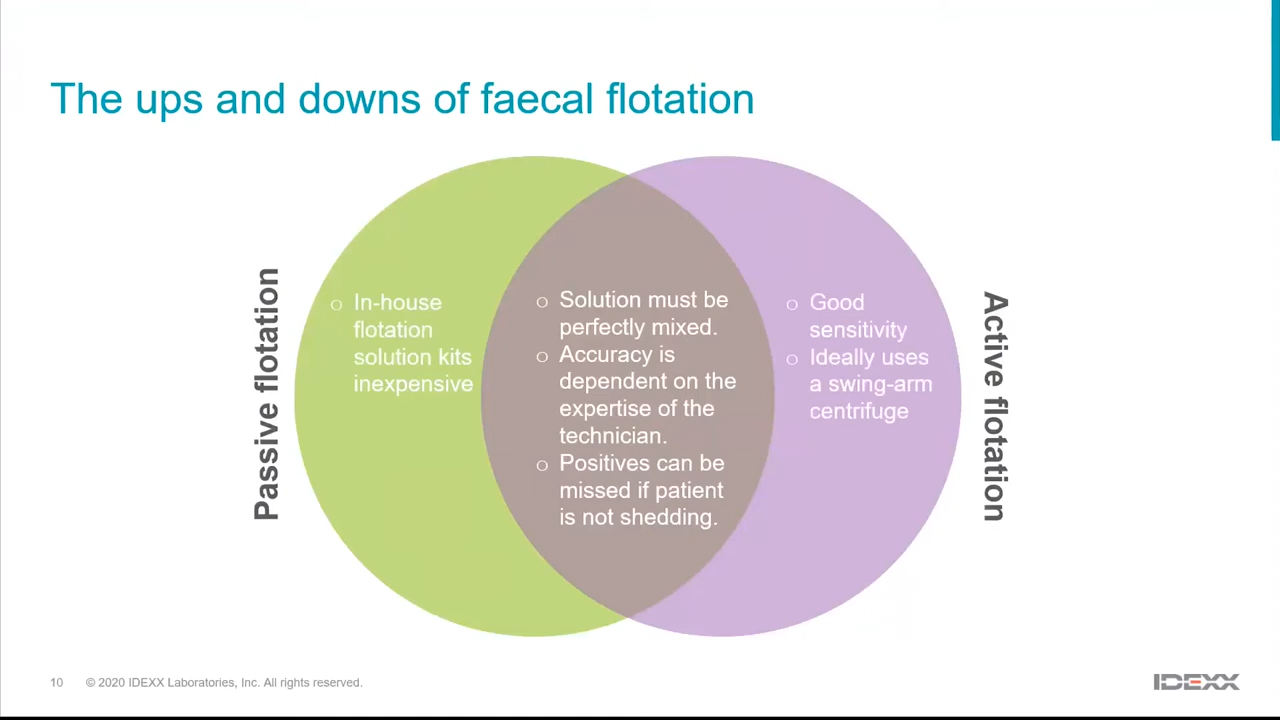 The ups and downs of faecal flotation
Passive flotation
o In-house
flotation
solution kits
inexpensive
o Solution must be
perfectly mixed.
o Accuracy is
dependent on the
expertise of the
technician.
o Positives can be
missed if patient
is not shedding.
o Good
sensitivity
o Ideally uses
a swing-arm
centrifuge
Active flotation
10 © 2020 IDEXX Laboratories, Inc. All rights reserved.
IDEXX